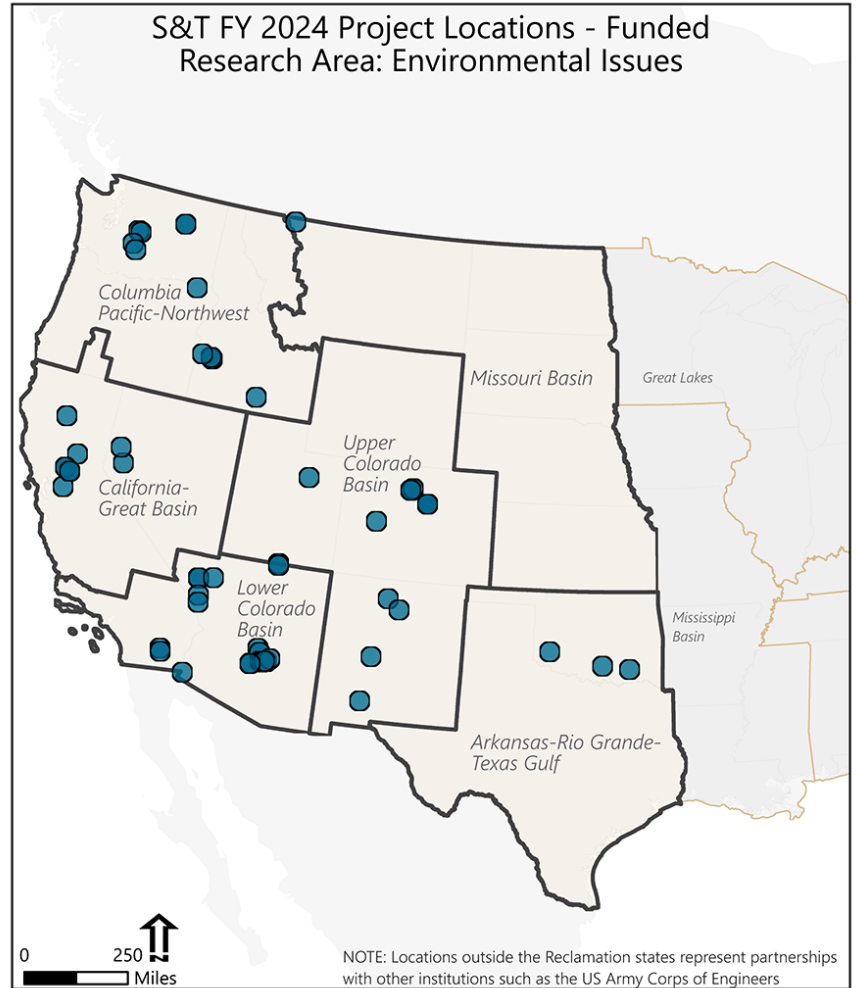 S&T FY 2024 Project Locations - Funded
Research Area: Environmental Issues
Columbia
Pacific-Northwest
Missouri Basin
Great Lakes
Upper
Colorado
Basin
California-
Great Basin
Lower
Colorado
Basin
Mississippi
Basin
Arkansas-Rio Grande-
Texas Gulf
0 250
Miles
N
NOTE: Locations outside the Reclamation states represent partnerships
with other institutions such as the US Army Corps of Engineers